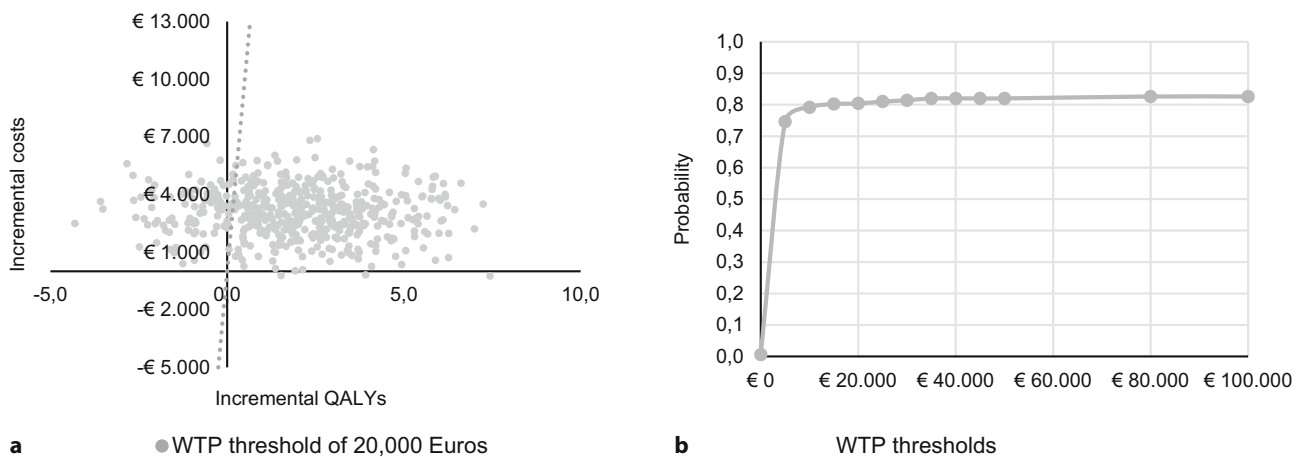 € 13.000
€ 10.000
€ 7.000
€ 4.000
€ 1.000
-€ 2.000
-€ 5.000
Incremental costs
-5,0 0,0 5,0 10,0
Incremental QALYs
a
WTP threshold of 20,000 Euros
1,0
0,9
0,8
0,7
0,6
0,5
0,4
0,3
0,2
0,1
0,0
Probability
€ 0 € 20.000 € 40.000 € 60.000 € 80.000 € 100.000
b
WTP thresholds